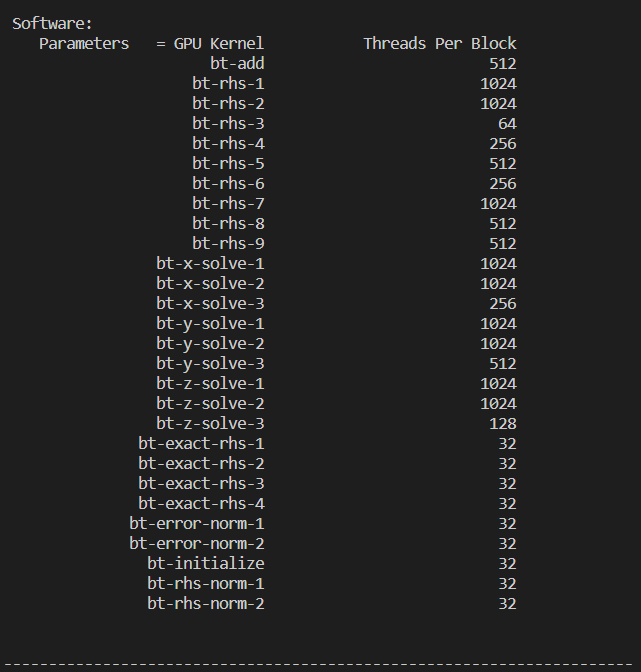 Software:
Parameters = GPU Kernel Threads Per Block
bt-add 512
bt-rhs-1 1024
bt-rhs-2 1024
bt-rhs-3 64
bt-rhs-4 256
bt-rhs-5 512
bt-rhs-6 256
bt-rhs-7 1024
bt-rhs-8 512
bt-rhs-9 512
bt-x-solve-1 1024
bt-x-solve-2 1024
bt-x-solve-3 256
bt-y-solve-1 1024
bt-y-solve-2 1024
bt-y-solve-3 512
bt-z-solve-1 1024
bt-z-solve-2 1024
bt-z-solve-3 128
bt-exact-rhs-1 32
bt-exact-rhs-2 32
bt-exact-rhs-3 32
bt-exact-rhs-4 32
bt-error-norm-1 32
bt-error-norm-2 32
bt-initialize 32
bt-rhs-norm-1 32
bt-rhs-norm-2 32
----------------------------------------------------------------------